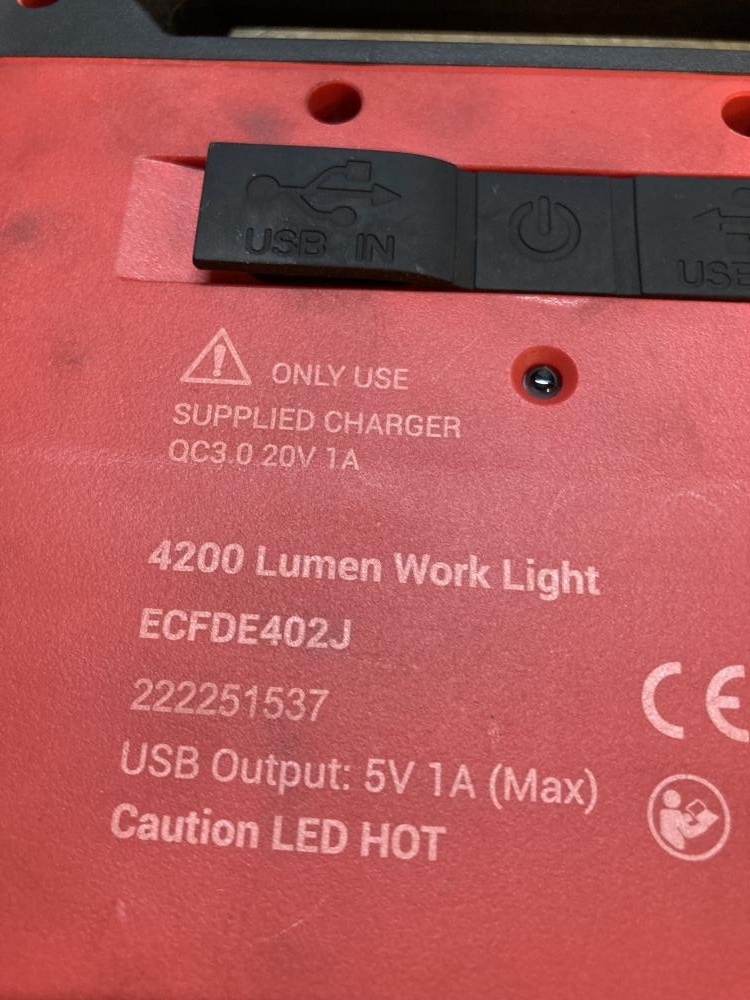 USB IN
USB
ONLY USE
SUPPLIED CHARGER
QC3.0 20V 1A
4200 Lumen Work Light
ECFDE402J
222251537
CE
USB Output: 5V 1A (Max)
Caution LED HOT